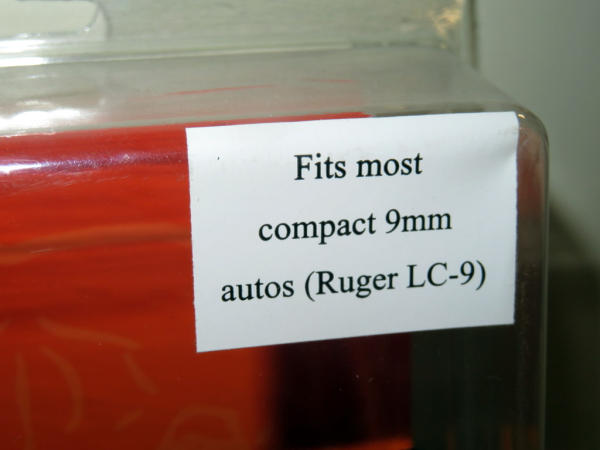 Fits most
compact 9mm
autos (Ruger LC-9)